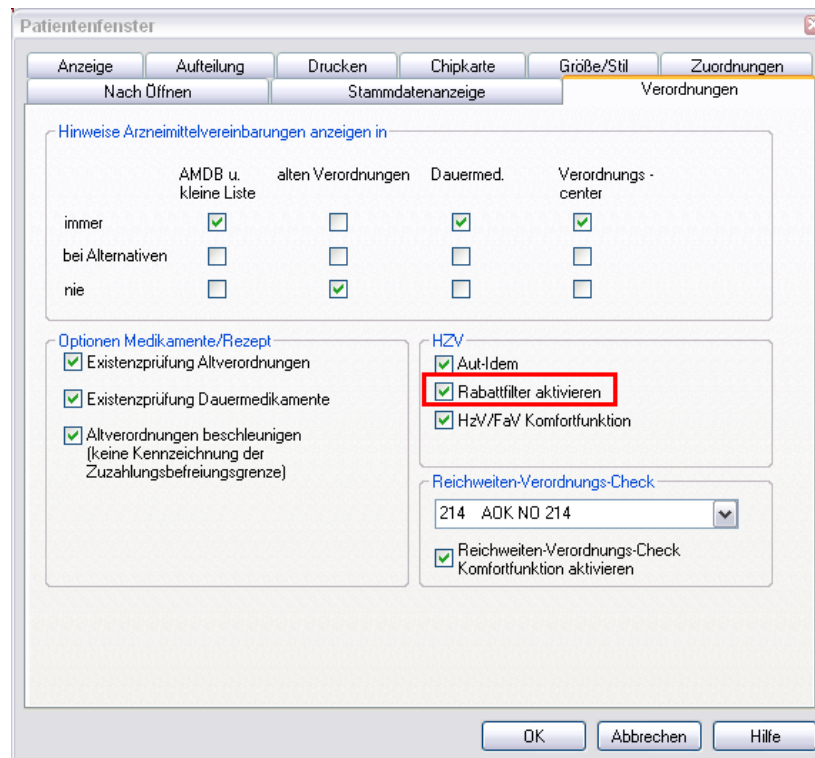 Patientenfenster
Anzeige Aufteilung Drucken Chipkarte Größe/Stil Zuordnungen
Nach Öffnen Stammdatenanzeige Verordnungen
Hinweise Arzneimittelvereinbarungen anzeigen in
AMDB u. alten Verordnungen Dauermed. Verordnungs -
kleine Liste center
immer
bei Alternativen
nie
Optionen Medikamente/Rezept
Existenzprüfung Altverordnungen
Existenzprüfung Dauermedikamente
Altverordnungen beschleunigen
(keine Kennzeichnung der
Zuzahlungsbefreiungsgrenze)
HZV
Aut-Idem
Rabattfilter aktivieren
HzV/FaV Komfortfunktion
Reichweiten-Verordnungs-Check
214 AOK NO 214
Reichweiten-Verordnungs-Check
Komfortfunktion aktivieren
OK Abbrechen Hilfe